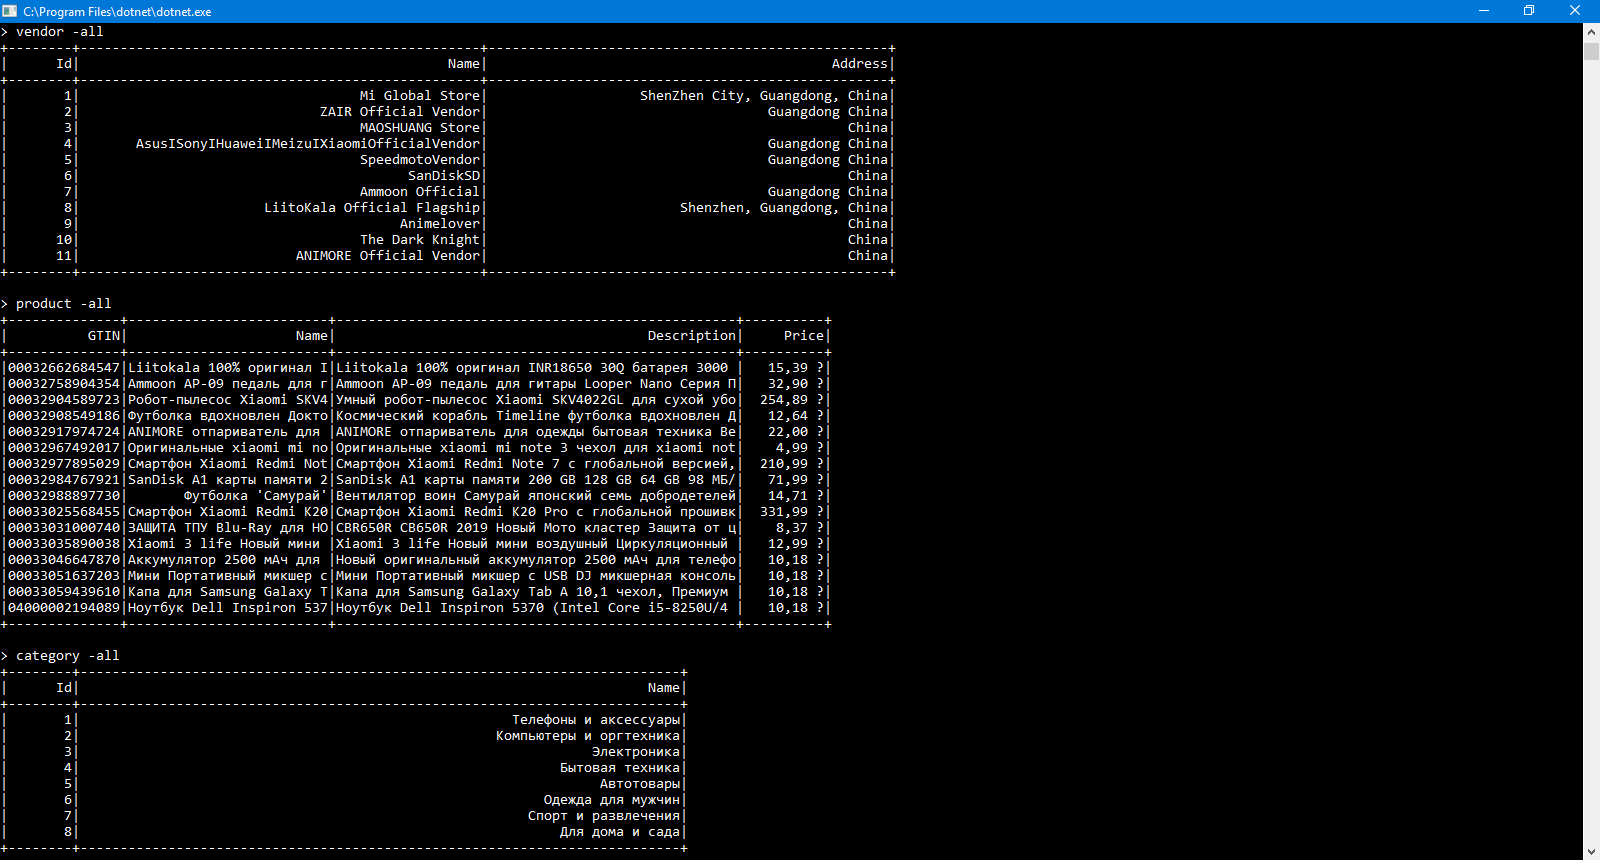 C:\Program Files\dotnet\dotnet.exe
> vendor -all
+--------+--------------------------------------------------+--------------------------------------------------+
| Id| Name| Address|
+--------+--------------------------------------------------+--------------------------------------------------+
| 1| Mi Global Store| ShenZhen City, Guangdong, China|
| 2| ZAIR Official Vendor| Guangdong China|
| 3| MAOSHUANG Store| China|
| 4| AsusISonyIHuaweiIMeizuIXiaomiOfficialVendor| Guangdong China|
| 5| SpeedmotoVendor| Guangdong China|
| 6| SanDiskSD| China|
| 7| Ammoon Official| Guangdong China|
| 8| LiitoKala Official Flagship| Shenzhen, Guangdong, China|
| 9| Animelover| China|
| 10| The Dark Knight| China|
| 11| ANIMORE Official Vendor| China|
+--------+--------------------------------------------------+--------------------------------------------------+
> product -all
+--------------+-------------------------+--------------------------------------------------+----------+
| GTIN| Name| Description| Price|
+--------------+-------------------------+--------------------------------------------------+----------+
|00032662684547|Liitokala 100% оригинал I|Liitokala 100% оригинал INR18650 30Q батарея 3000 | 15,39 ?|
|00032758904354|Ammoon AP-09 педаль для г|Ammoon AP-09 педаль для гитары Looper Nano Серия П| 32,90 ?|
|00032904589723|Робот-пылесос Xiaomi SKV4|Умный робот-пылесос Xiaomi SKV4022GL для сухой убо| 254,89 ?|
|00032908549186|Футболка вдохновлен Докто|Космический корабль Timeline футболка вдохновлен Д| 12,64 ?|
|00032917974724|ANIMORE отпариватель для |ANIMORE отпариватель для одежды бытовая техника Ве| 22,00 ?|
|00032967492017|Оригинальные xiaomi mi no|Оригинальные xiaomi mi note 3 чехол для xiaomi not| 4,99 ?|
|00032977895029|Смартфон Xiaomi Redmi Not|Смартфон Xiaomi Redmi Note 7 с глобальной версией,| 210,99 ?|
|00032984767921|SanDisk A1 карты памяти 2|SanDisk A1 карты памяти 200 GB 128 GB 64 GB 98 МБ/| 71,99 ?|
|00032988897730| Футболка 'Самурай'|Вентилятор воин Самурай японский семь добродетелей| 14,71 ?|
|00033025568455|Смартфон Xiaomi Redmi K20|Смартфон Xiaomi Redmi K20 Pro с глобальной прошивк| 331,99 ?|
|00033031000740|ЗАЩИТА ТПУ Blu-Ray для HO|CBR650R CB650R 2019 Новый Мото кластер Защита от ц| 8,37 ?|
|00033035890038|Xiaomi 3 life Новый мини |Xiaomi 3 life Новый мини воздушный Циркуляционный | 12,99 ?|
|00033046647870|Аккумулятор 2500 мАч для |Новый оригинальный аккумулятор 2500 мАч для телефо| 10,18 ?|
|00033051637203|Мини Портативный микшер с|Мини Портативный микшер с USB DJ микшерная консоль| 10,18 ?|
|00033059439610|Капа для Samsung Galaxy T|Капа для Samsung Galaxy Tab A 10,1 чехол, Премиум | 10,18 ?|
|04000002194089|Ноутбук Dell Inspiron 537|Ноутбук Dell Inspiron 5370 (Intel Core i5-8250U/4 | 10,18 ?|
+--------------+-------------------------+--------------------------------------------------+----------+
> category -all
+--------+---------------------------------------------------------------------------+
| Id| Name|
+--------+---------------------------------------------------------------------------+
| 1| Телефоны и аксессуары|
| 2| Компьютеры и оргтехника|
| 3| Электроника|
| 4| Бытовая техника|
| 5| Автотовары|
| 6| Одежда для мужчин|
| 7| Спорт и развлечения|
| 8| Для дома и сада|
+--------+---------------------------------------------------------------------------+